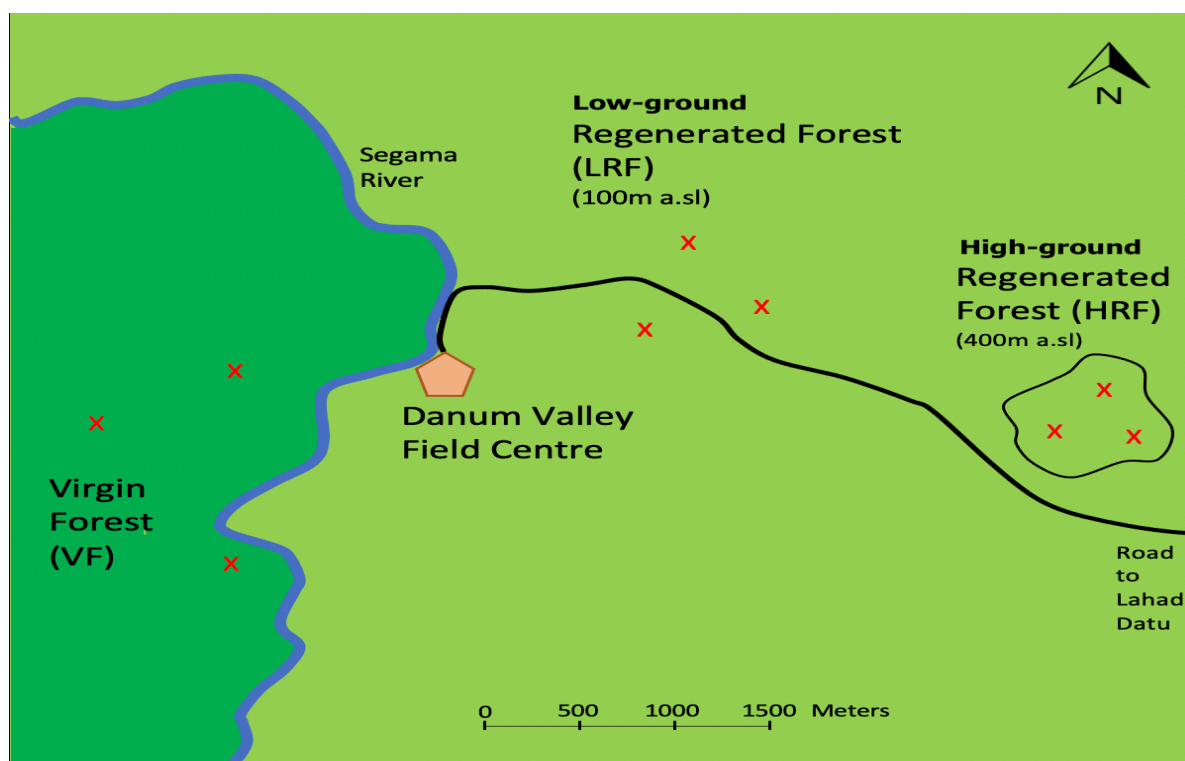 N
Low-ground
Regenerated Forest
(LRF)
(100m a.sl)
Segama
River
High-ground
Regenerated
Forest (HRF)
(400m a.sl)
x
x
x
x
x
x
x
x
x
Danum Valley
Field Centre
Virgin
Forest
(VF)
Road
to
Lahad
Datu
0 500 1000 1500 Meters